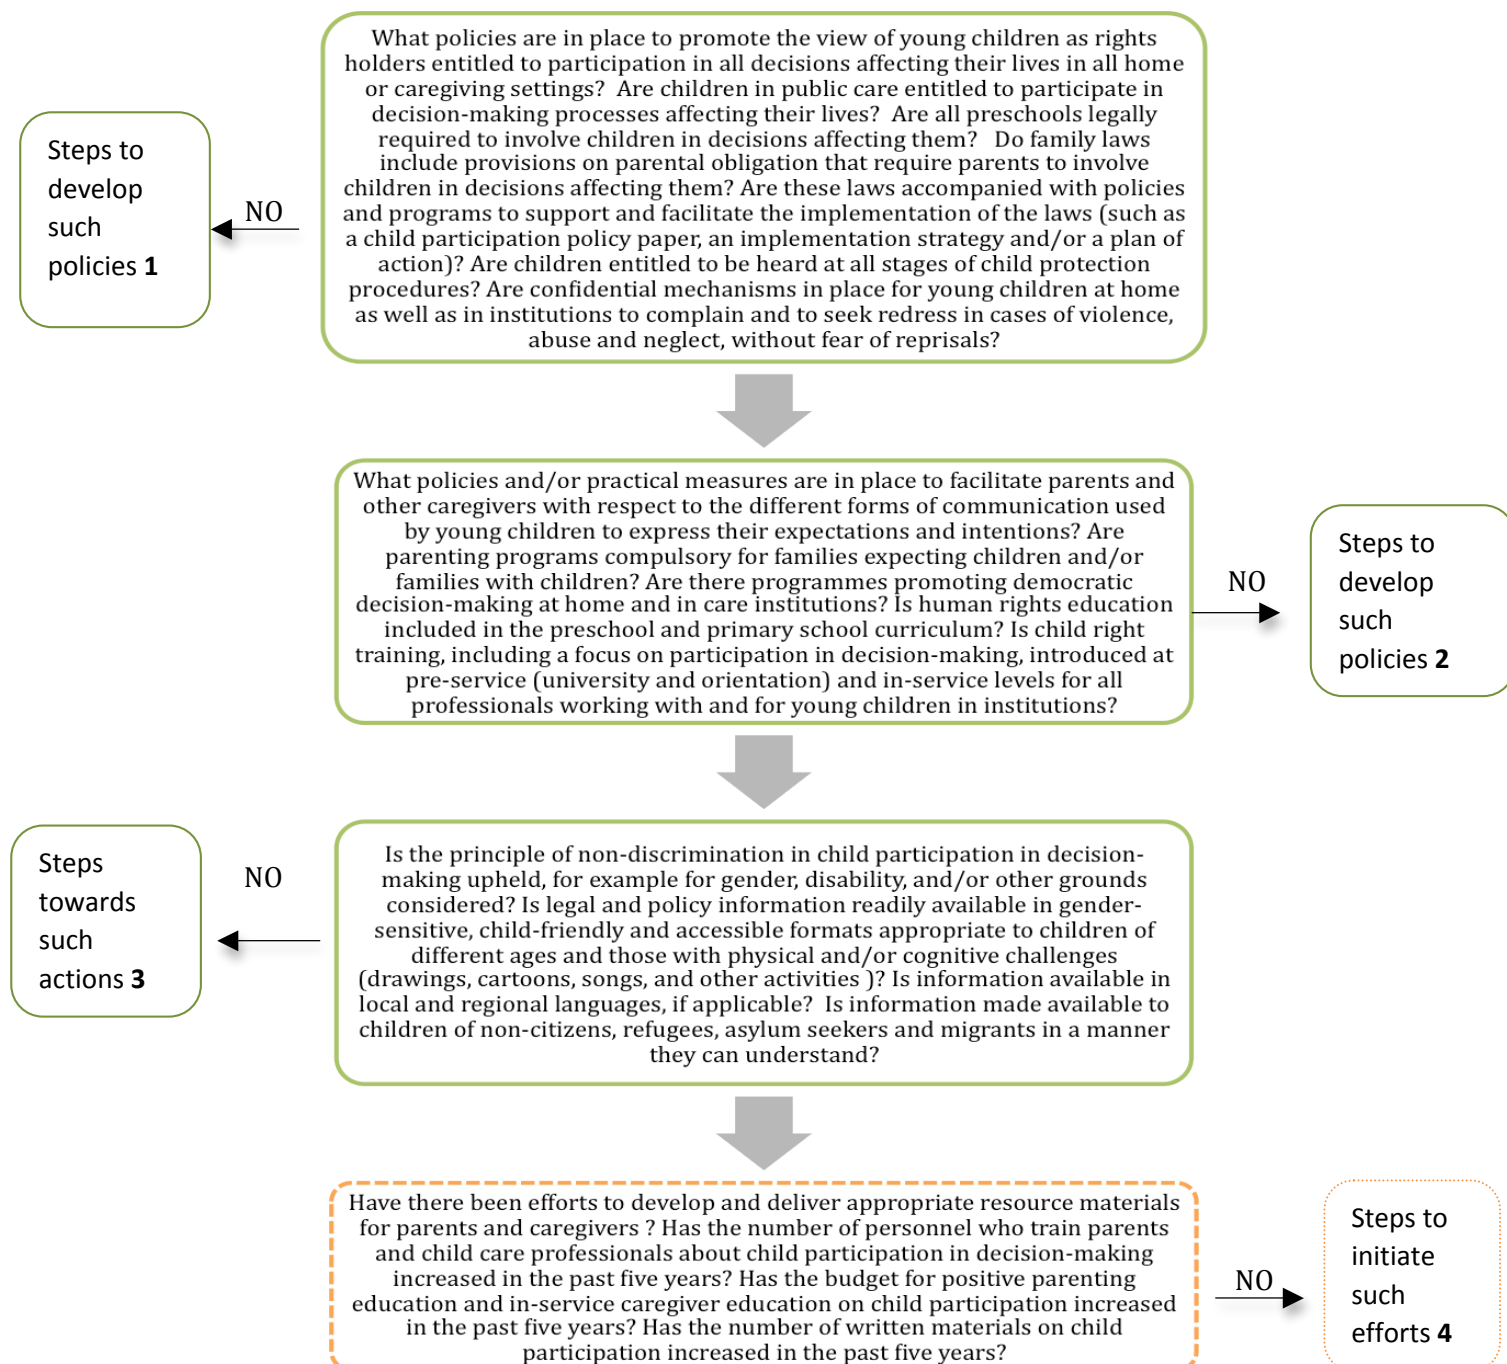 What policies are in place to promote the view of young children as rights
holders entitled to participation in all decisions affecting their lives in all home
or caregiving settings?  Are children in public care entitled to participate in
decision-making processes affecting their lives?  Are all preschools legally
required to involve children in decisions affecting them?   Do family laws
include provisions on parental obligation that require parents to involve
children in decisions affecting them? Are these laws accompanied with policies
and programs to support and facilitate the implementation of the laws (such as
a child participation policy paper, an implementation strategy and/or a plan of
action)? Are children entitled to be heard at all stages of child protection
procedures? Are confidential mechanisms in place for young children at home
as well as in institutions to complain and to seek redress in cases of violence,
abuse and neglect, without fear of reprisals?
NO
Steps to
develop
such
policies 1
What policies and/or practical measures are in place to facilitate parents and
other caregivers with respect to the different forms of communication used
by young children to express their expectations and intentions? Are
parenting programs compulsory for families expecting children and/or
families with children? Are there programmes promoting democratic
decision-making at home and in care institutions? Is human rights education
included in the preschool and primary school curriculum? Is child right
training, including a focus on participation in decision-making, introduced at
pre-service (university and orientation) and in-service levels for all
professionals working with and for young children in institutions?
NO
Steps to
develop
such
policies 2
Is the principle of non-discrimination in child participation in decision-
making upheld, for example for gender, disability, and/or other grounds
considered? Is legal and policy information readily available in gender-
sensitive, child-friendly and accessible formats appropriate to children of
different ages and those with physical and/or cognitive challenges
(drawings, cartoons, songs, and other activities )? Is information available in
local and regional languages, if applicable?  Is information made available to
children of non-citizens, refugees, asylum seekers and migrants in a manner
they can understand?
NO
Steps
towards
such
actions 3
Have there been efforts to develop and deliver appropriate resource materials
for parents and caregivers ? Has the number of personnel who train parents
and child care professionals about child participation in decision-making
increased in the past five years? Has the budget for positive parenting
education and in-service caregiver education on child participation increased
in the past five years? Has the number of written materials on child
participation increased in the past five years?
NO
Steps to
initiate
such
efforts 4